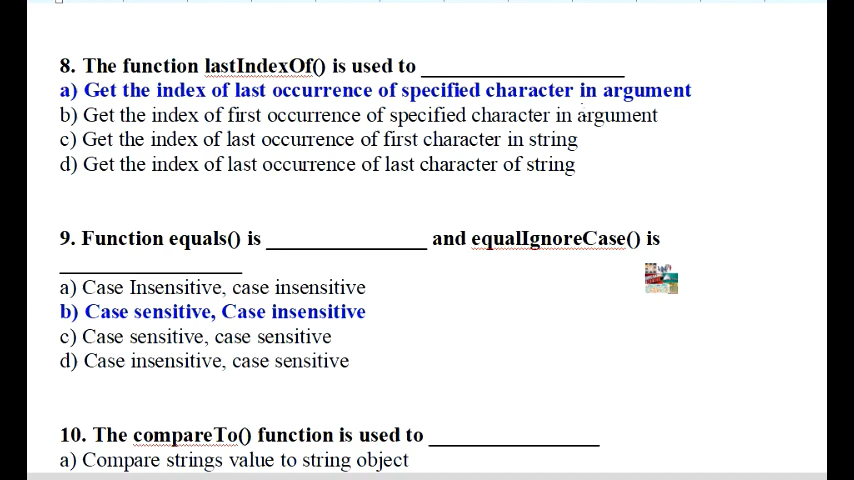 8. The function lastIndexOf() is used to ___________________
a) Get the index of last occurrence of specified character in argument
b) Get the index of first occurrence of specified character in argument
c) Get the index of last occurrence of first character in string
d) Get the index of last occurrence of last character of string
9. Function equals() is _______________ and equalIgnoreCase() is
_________________
a) Case Insensitive, case insensitive
b) Case sensitive, Case insensitive
c) Case sensitive, case sensitive
d) Case insensitive, case sensitive
10. The compareTo() function is used to ________________
a) Compare strings value to string object